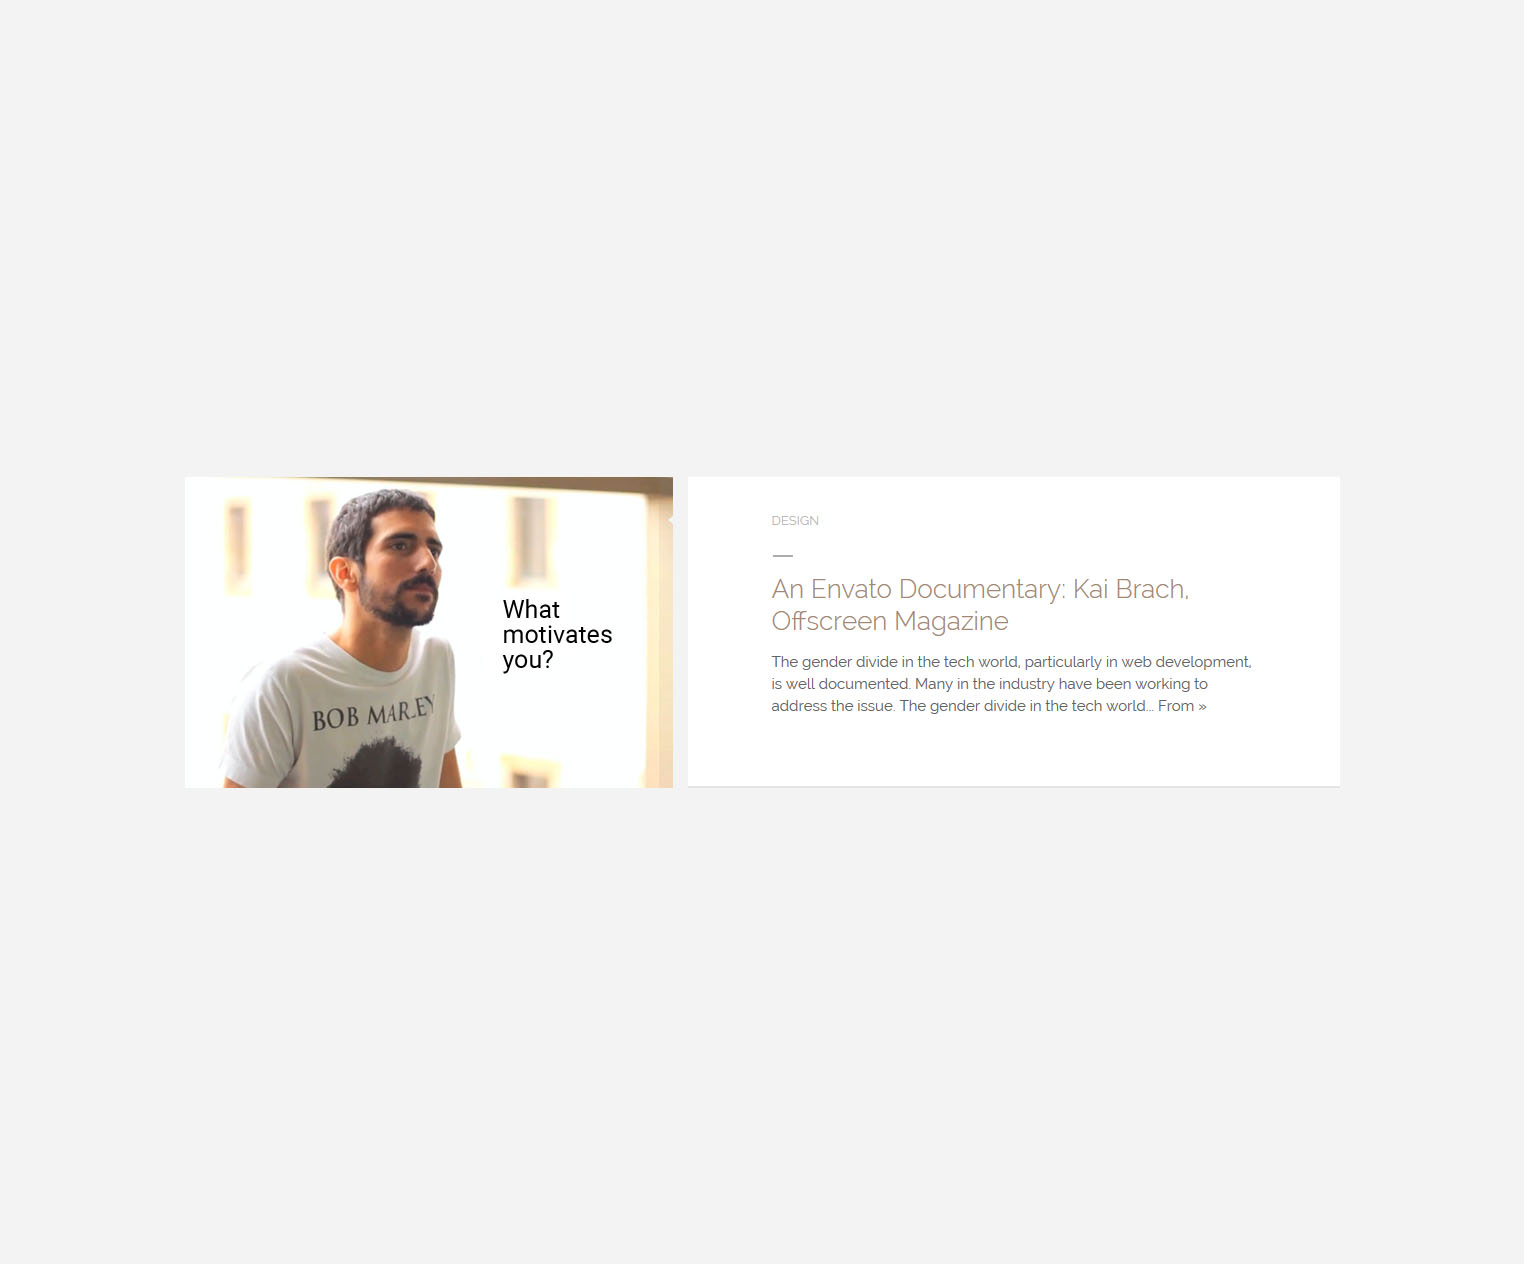 What
motivates
you?
BOB MARLEY
DESIGN
An Envato Documentary: Kai Brach,
Offscreen Magazine
The gender divide in the tech world, particularly in web development,
is well documented. Many in the industry have been working to
address the issue. The gender divide in the tech world... From »